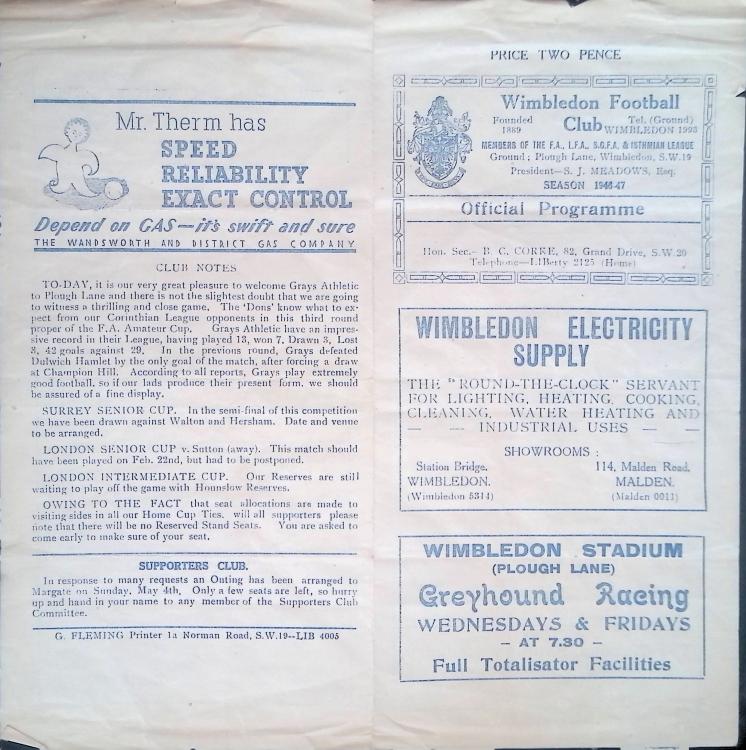 Mr. Therm has
SPEED
RELIABILITY
EXACT CONTROL
Depend on GAS—it's swift and sure
THE WANDSWORTH AND DISTRICT GAS COMPANY
CLUB NOTES
TO-DAY, it is our very great pleasure to welcome Grays Athletic
to Plough Lane and there is not the slightest doubt that we are going
to witness a thrilling and close game. The 'Dons' know what to ex-
pect from our Corinthian League opponents in this third round
proper of the F.A. Amateur Cup. Grays Athletic have an impres-
sive record in their League, having played 13, won 7, Drawn 3, Lost
3, 42 goals against 29. In the previous round, Grays defeated
Dulwich Hamlet by the only goal of the match, after forcing a draw
at Champion Hill. According to all reports, Grays play extremely
good football, so if our lads produce their present form, we should
be assured of a fine display.
SURREY SENIOR CUP. In the semi-final of this competition
we have been drawn against Walton and Hersham. Date and venue
to be arranged.
LONDON SENIOR CUP v. Sutton (away). This match should
have been played on Feb. 22nd, but had to be postponed.
LONDON INTERMEDIATE CUP. Our Reserves are still
waiting to play off the game with Hounslow Reserves.
OWING TO THE FACT that seat allocations are made to
visiting sides in all our Home Cup Ties, will all supporters please
note that there will be no Reserved Stand Seats. You are asked to
come early to make sure of your seat.
SUPPORTERS CLUB.
In response to many requests an Outing has been arranged to
Margate on Sunday, May 4th. Only a few seats are left, so hurry
up and hand in your name to any member of the Supporters Club
Committee.
G. FLEMING Printer 1a Norman Road, S.W.19--LIB 4005
PRICE TWO PENCE
Wimbledon Football
Founded Club Tel. (Ground)
1889 WIMBLEDON 1993
MEMBERS OF THE F.A., L.F.A., S.C.F.A. & ISTHMIAN LEAGUE
Ground; Plough Lane, Wimbledon, S.W.19
President—S. J. MEADOWS, Esq.
SEASON 1946-47
Official Programme
Hon. Sec.- B. C. CORKE, 82, Grand Drive, S.W.20
Telephone—LIBerty 2125 (Home)
WIMBLEDON ELECTRICITY
SUPPLY
THE "ROUND-THE-CLOCK" SERVANT
FOR LIGHTING, HEATING, COOKING,
CLEANING, WATER HEATING AND
— — INDUSTRIAL USES — —
SHOWROOMS :
Station Bridge, 114, Malden Road,
WIMBLEDON. MALDEN.
(Wimbledon 5314) (Malden 0011)
WIMBLEDON STADIUM
(PLOUGH LANE)
Greyhound Racing
WEDNESDAYS & FRIDAYS
– AT 7.30 –
Full Totalisator Facilities